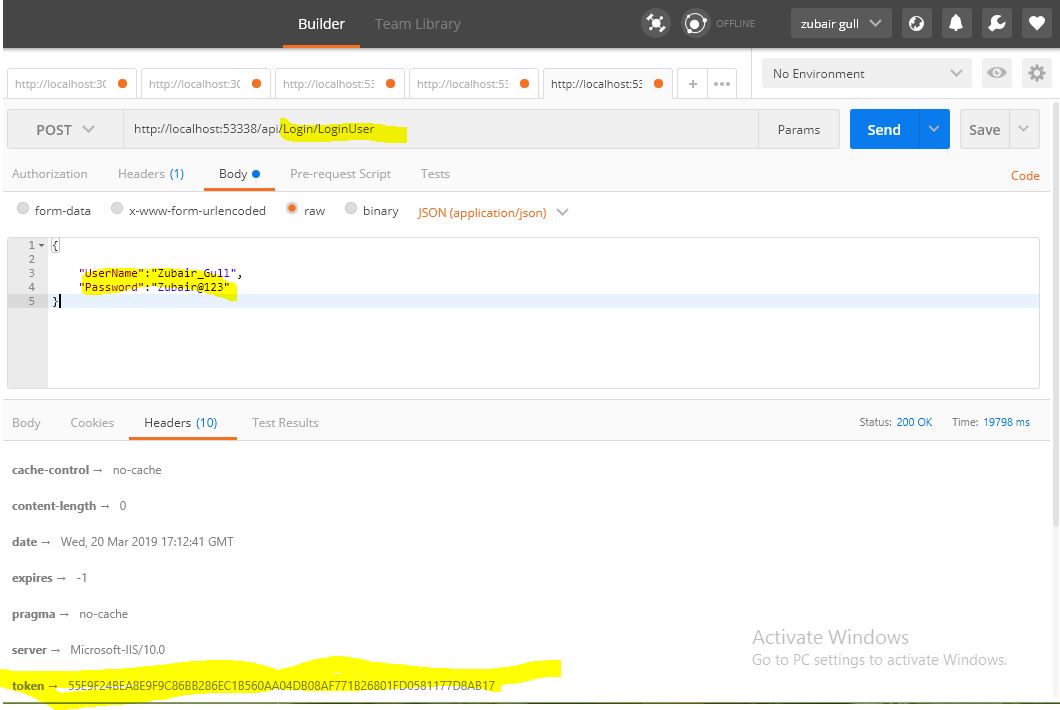 Builder Team Library OFFLINE zubair gull
http://localhost:30 http://localhost:30 http://localhost:53 http://localhost:53 http://localhost:53 + ••• No Environment
POST http://localhost:53338/api/Login/LoginUser Params Send Save
Authorization Headers (1) Body Pre-request Script Tests Code
form-data x-www-form-urlencoded raw binary JSON (application/json)
1 {
2
3 "UserName":"Zubair_Gull",
4 "Password":"Zubair@123"
5 }
Body Cookies Headers (10) Test Results Status: 200 OK Time: 19798 ms
cache-control → no-cache
content-length → 0
date → Wed, 20 Mar 2019 17:12:41 GMT
expires → -1
pragma → no-cache
server → Microsoft-IIS/10.0
Activate Windows
Go to PC settings to activate Windows.
token → 55E9F24BEA8E9F9C86BB286EC1B560AA04DB08AF771B26801FD0581177D8AB17